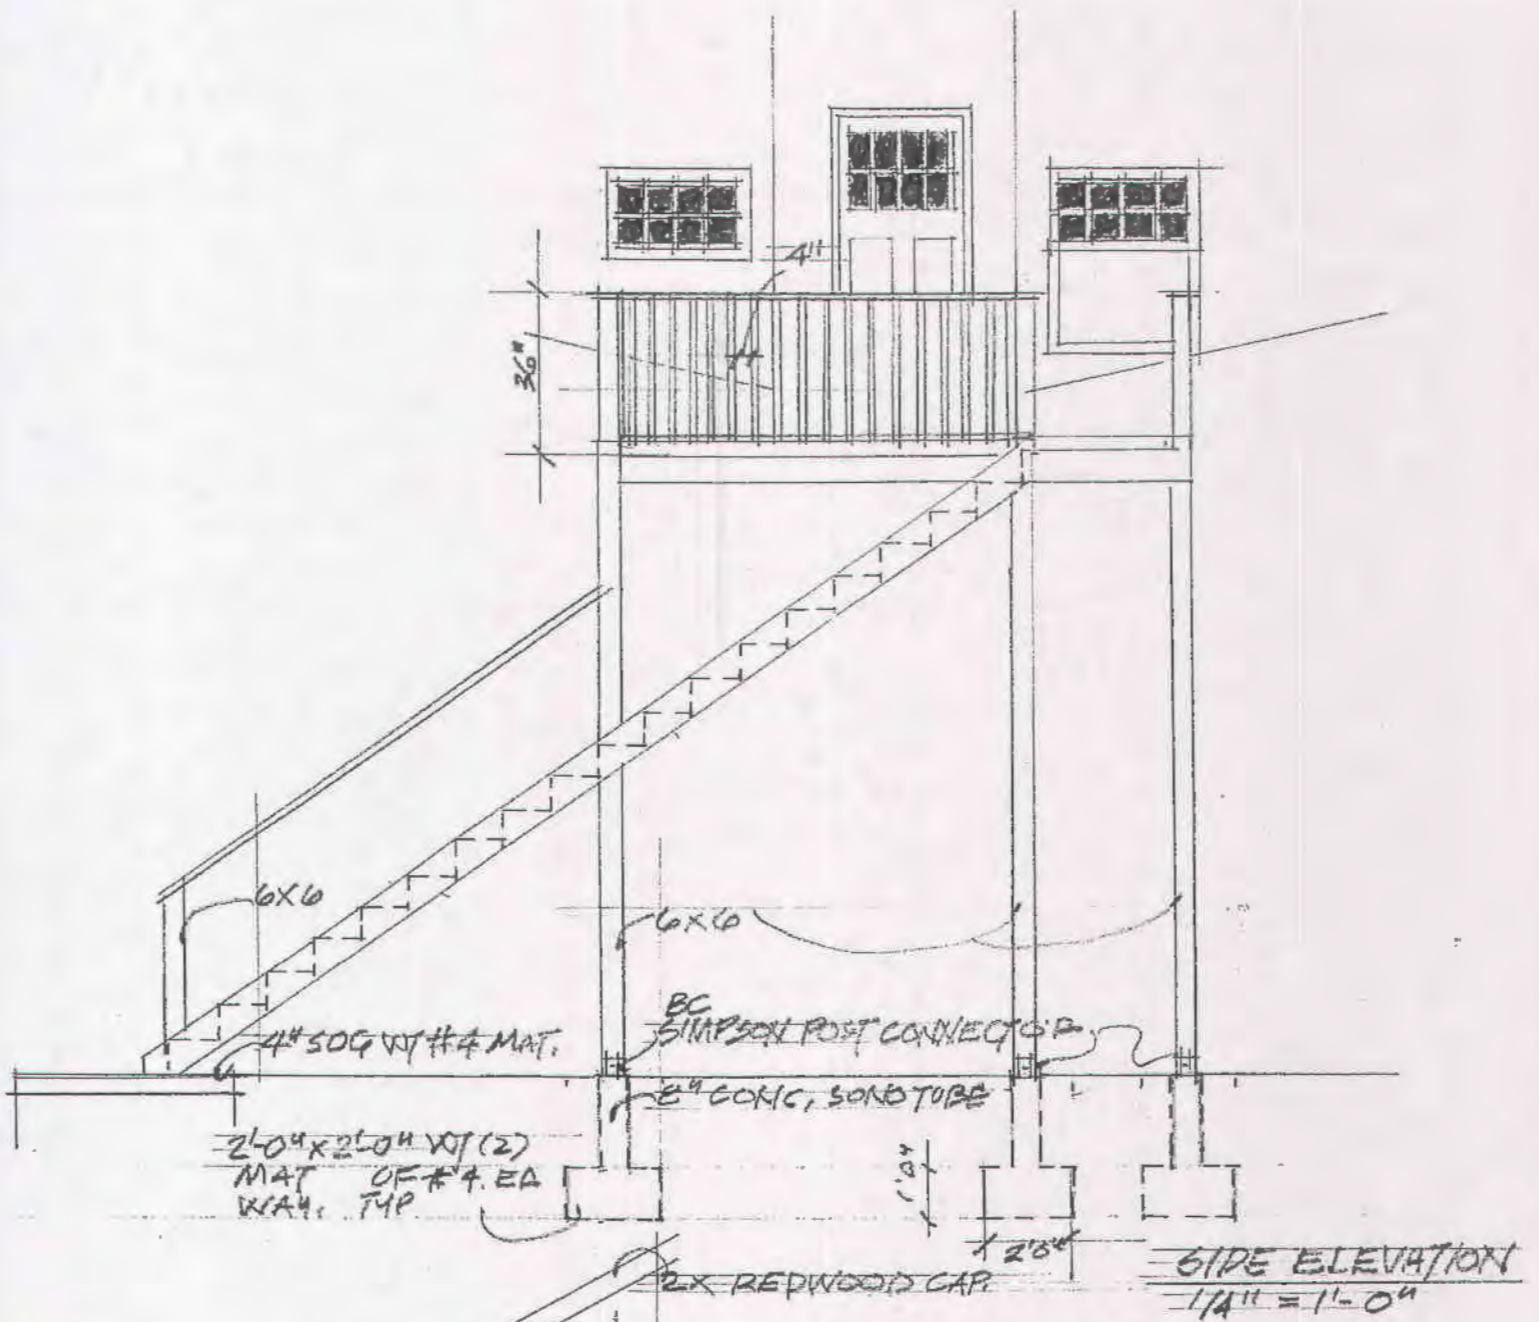 4"
36"
6X6
6X6
BC
SIMPSON POST CONNECTOR
4" SOG W/ #4 MAT.
8" CONC, SONOTUBE
2'-0" X 2'-0" W/ (2)
MAT OF #4. EA
WAY. TYP
1'-0"
2'-0"
2X REDWOOD CAP.
SIDE ELEVATION
1/4" = 1'-0"